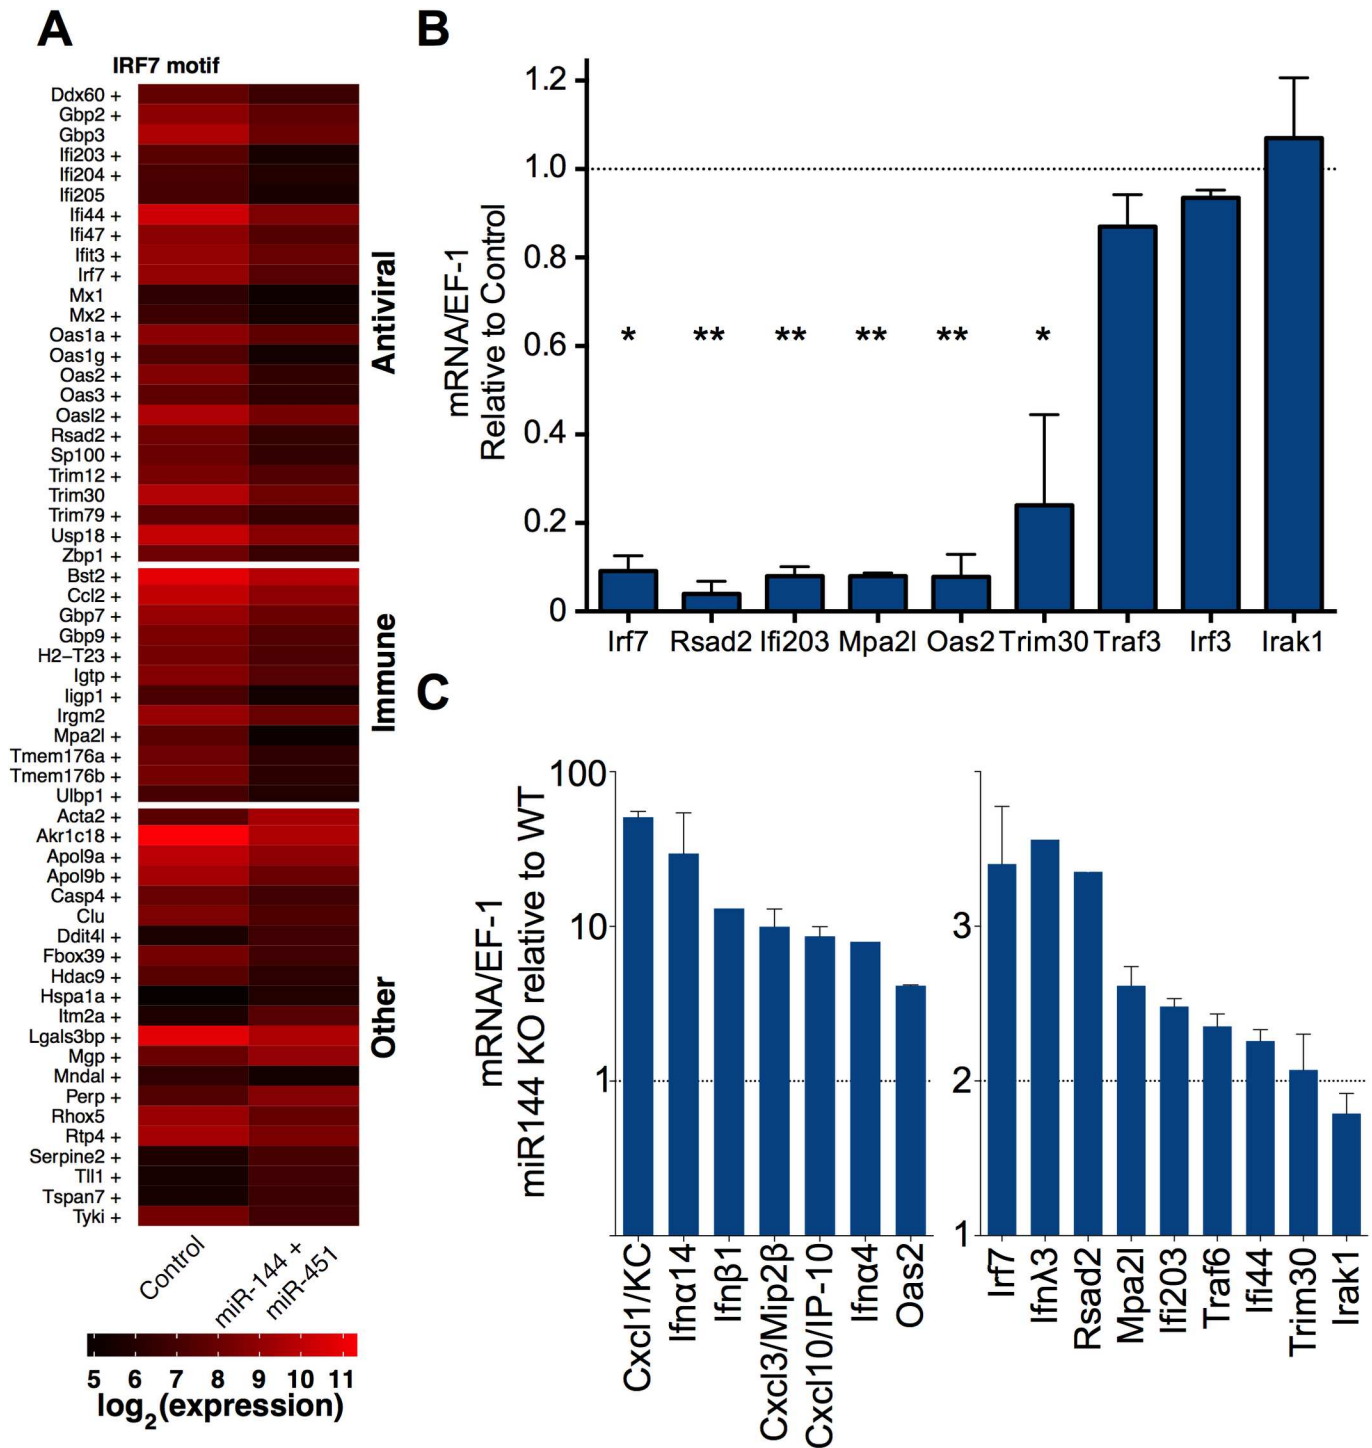 A
IRF7 motif
Ddx60 +
Gbp2 +
Gbp3
Ifi203 +
Ifi204 +
Ifi205
Ifi44 +
Ifi47 +
Ifit3 +
Irf7 +
Mx1
Mx2 +
Oas1a +
Oas1g +
Oas2 +
Oas3 +
Oasl2 +
Rsad2 +
Sp100 +
Trim12 +
Trim30
Trim79 +
Usp18 +
Zbp1 +
Antiviral
Bst2 +
Ccl2 +
Gbp7 +
Gbp9 +
H2−T23 +
Igtp +
Iigp1 +
Irgm2
Mpa2l +
Tmem176a +
Tmem176b +
Ulbp1 +
Immune
Acta2 +
Akr1c18 +
Apol9a +
Apol9b +
Casp4 +
Clu
Ddit4l +
Fbox39 +
Hdac9 +
Hspa1a +
Itm2a +
Lgals3bp +
Mgp +
Mndal +
Perp +
Rhox5
Rtp4 +
Serpine2 +
Tll1 +
Tspan7 +
Tyki +
Other
Control
miR-144 +
miR-451
5 6 7 8 9 10 11
log2(expression)
B
mRNA/EF-1
Relative to Control
1.2
1.0
0.8
0.6
0.4
0.2
0
* ** ** ** ** *
Irf7 Rsad2 Ifi203 Mpa2l Oas2 Trim30 Traf3 Irf3 Irak1
C
mRNA/EF-1
miR144 KO relative to WT
100
10
1
Cxcl1/KC
Ifnα14
Ifnβ1
Cxcl3/Mip2β
Cxcl10/IP-10
Ifnα4
Oas2
3
2
1
Irf7
Ifnλ3
Rsad2
Mpa2l
Ifi203
Traf6
Ifi44
Trim30
Irak1